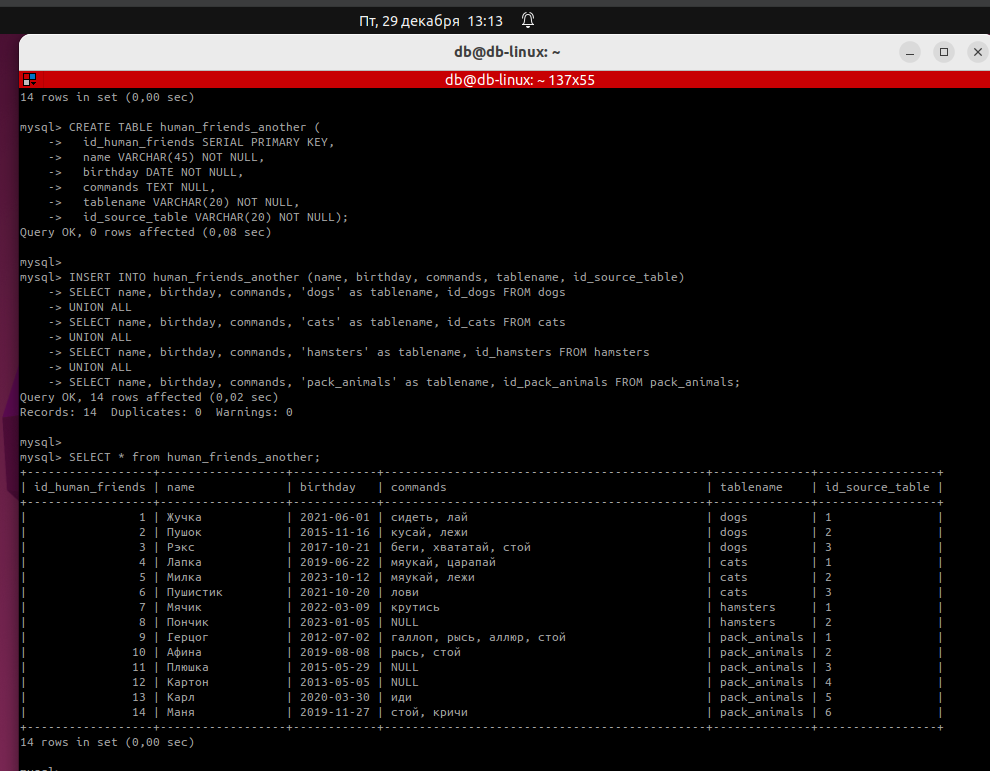 Пт, 29 декабря 13:13
db@db-linux: ~
db@db-linux: ~ 137x55
14 rows in set (0,00 sec)
mysql> CREATE TABLE human_friends_another (
    ->   id_human_friends SERIAL PRIMARY KEY,
    ->   name VARCHAR(45) NOT NULL,
    ->   birthday DATE NOT NULL,
    ->   commands TEXT NULL,
    ->   tablename VARCHAR(20) NOT NULL,
    ->   id_source_table VARCHAR(20) NOT NULL);
Query OK, 0 rows affected (0,08 sec)
mysql>
mysql> INSERT INTO human_friends_another (name, birthday, commands, tablename, id_source_table)
    -> SELECT name, birthday, commands, 'dogs' as tablename, id_dogs FROM dogs
    -> UNION ALL
    -> SELECT name, birthday, commands, 'cats' as tablename, id_cats FROM cats
    -> UNION ALL
    -> SELECT name, birthday, commands, 'hamsters' as tablename, id_hamsters FROM hamsters
    -> UNION ALL
    -> SELECT name, birthday, commands, 'pack_animals' as tablename, id_pack_animals FROM pack_animals;
Query OK, 14 rows affected (0,02 sec)
Records: 14  Duplicates: 0  Warnings: 0
mysql>
mysql> SELECT * from human_friends_another;
| id_human_friends | name | birthday | commands | tablename | id_source_table |
| 1 | Жучка | 2021-06-01 | сидеть, лай | dogs | 1 |
| 2 | Пушок | 2015-11-16 | кусай, лежи | dogs | 2 |
| 3 | Рэкс | 2017-10-21 | беги, хвататай, стой | dogs | 3 |
| 4 | Лапка | 2019-06-22 | мяукай, царапай | cats | 1 |
| 5 | Милка | 2023-10-12 | мяукай, лежи | cats | 2 |
| 6 | Пушистик | 2021-10-20 | лови | cats | 3 |
| 7 | Мячик | 2022-03-09 | крутись | hamsters | 1 |
| 8 | Пончик | 2023-01-05 | NULL | hamsters | 2 |
| 9 | Герцог | 2012-07-02 | галлоп, рысь, аллюр, стой | pack_animals | 1 |
| 10 | Афина | 2019-08-08 | рысь, стой | pack_animals | 2 |
| 11 | Плюшка | 2015-05-29 | NULL | pack_animals | 3 |
| 12 | Картон | 2013-05-05 | NULL | pack_animals | 4 |
| 13 | Карл | 2020-03-30 | иди | pack_animals | 5 |
| 14 | Маня | 2019-11-27 | стой, кричи | pack_animals | 6 |
14 rows in set (0,00 sec)
mysql>